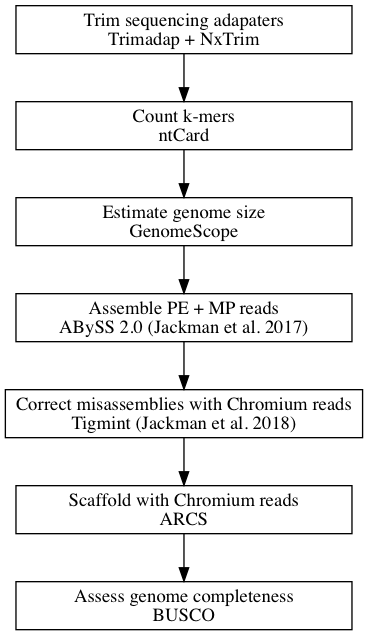 Trim sequencing adapaters
Trimadap + NxTrim
Count k-mers
ntCard
Estimate genome size
GenomeScope
Assemble PE + MP reads
ABySS 2.0 (Jackman et al. 2017)
Correct misassemblies with Chromium reads
Tigmint (Jackman et al. 2018)
Scaffold with Chromium reads
ARCS
Assess genome completeness
BUSCO